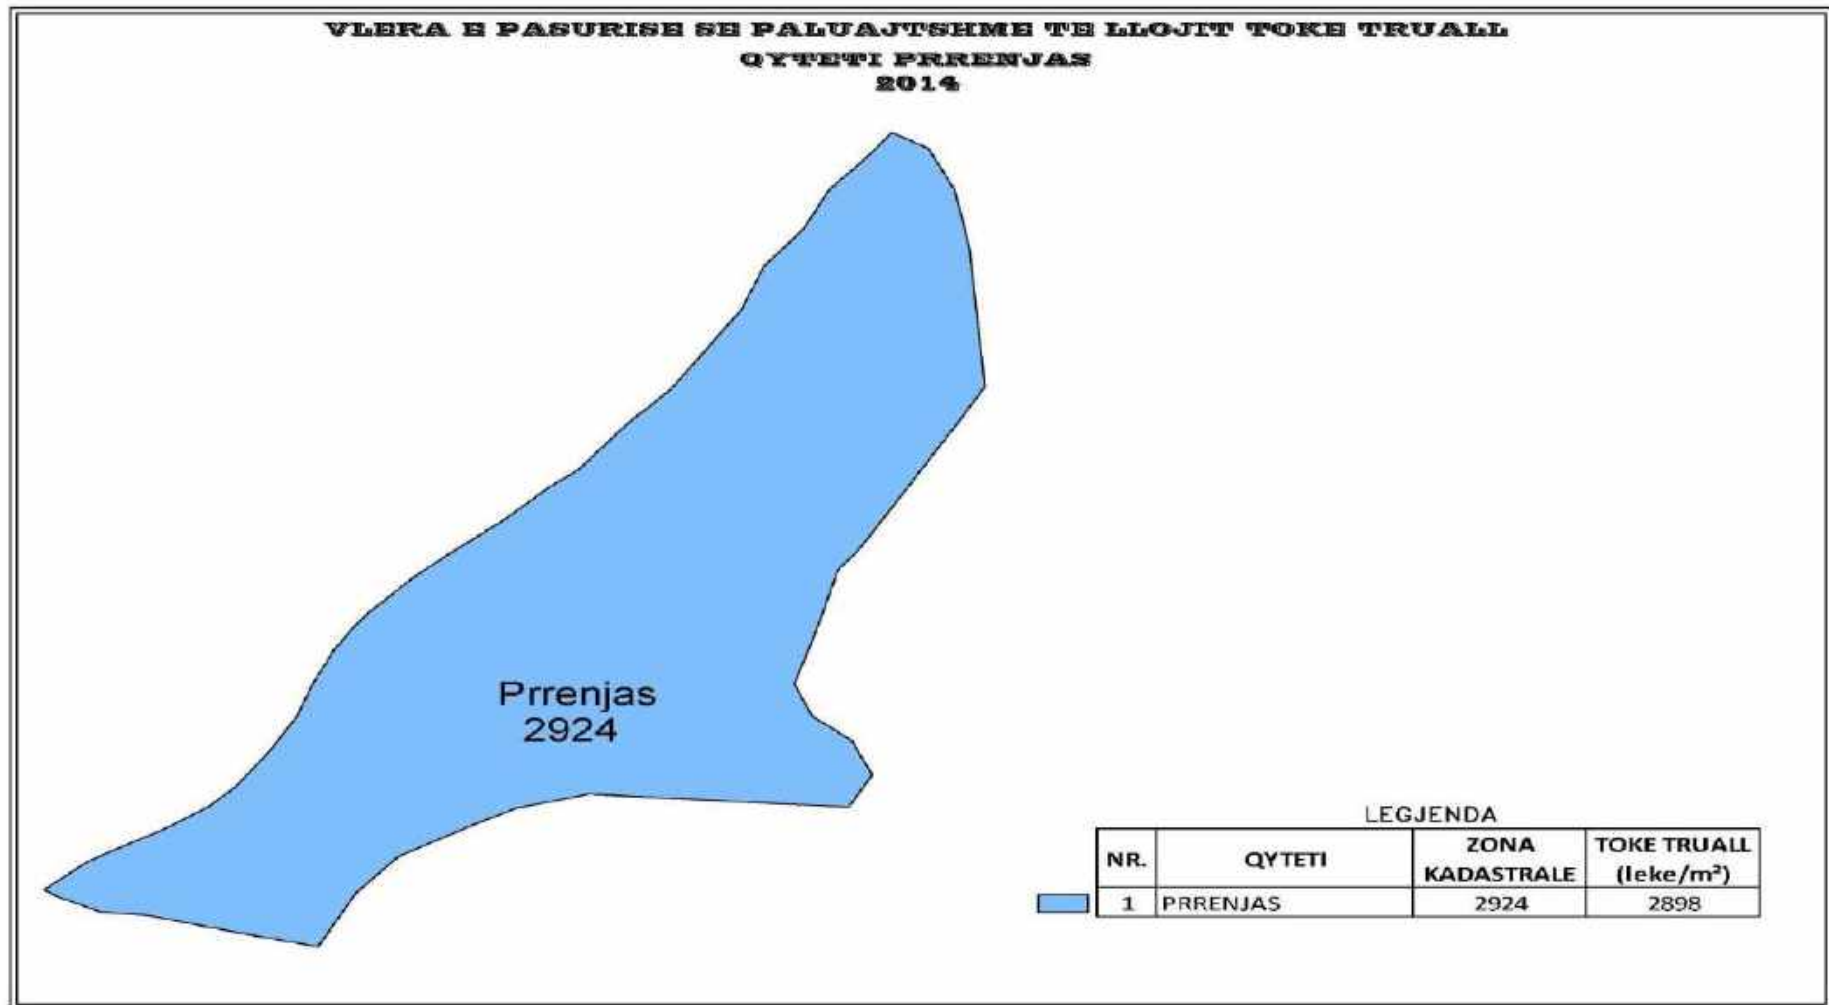 VLERA E PASURISE SE PALUAJTSHME TE LLOJIT TOKE TRUALL
QYTETI PRRENJAS
2014
Prrenjas
2924
LEGJENDA
NR. QYTETI ZONA KADASTRALE TOKE TRUALL (leke/m²)
1 PRRENJAS 2924 2898